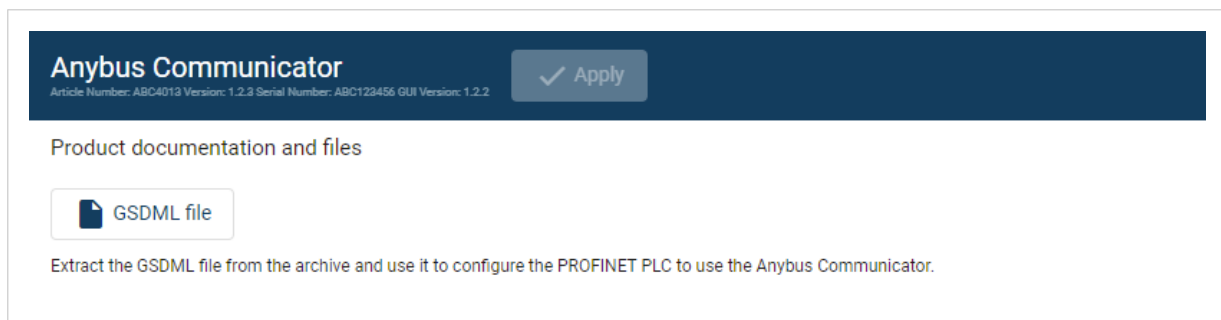 Anybus Communicator
Apply
Article Number: ABC4013 Version: 1.2.3 Serial Number: ABC123456 GUI Version: 1.2.2
Product documentation and files
GSDML file
Extract the GSDML file from the archive and use it to configure the PROFINET PLC to use the Anybus Communicator.